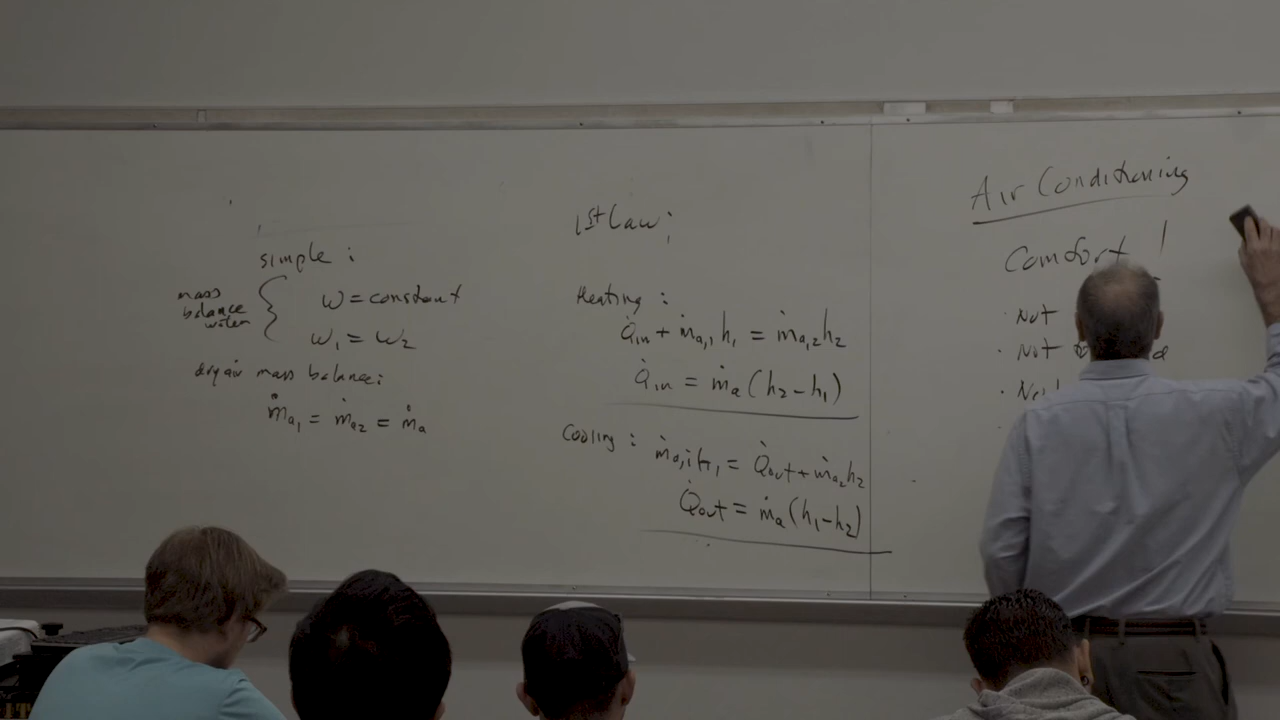 simple :
mass
balance
water
ω = constant
ω₁ = ω₂
dry air mass balance:
ṁa₁ = ṁa₂ = ṁa
1st Law;
Heating :
Q̇in + ṁa,1 h₁ = ṁa,2 h₂
Q̇in = ṁa (h₂ - h₁)
Cooling :
ṁa,1 h₁ = Q̇out + ṁa₂ h₂
Q̇out = ṁa (h₁ - h₂)
Air Conditioning
Comfort !
· Not
· Not